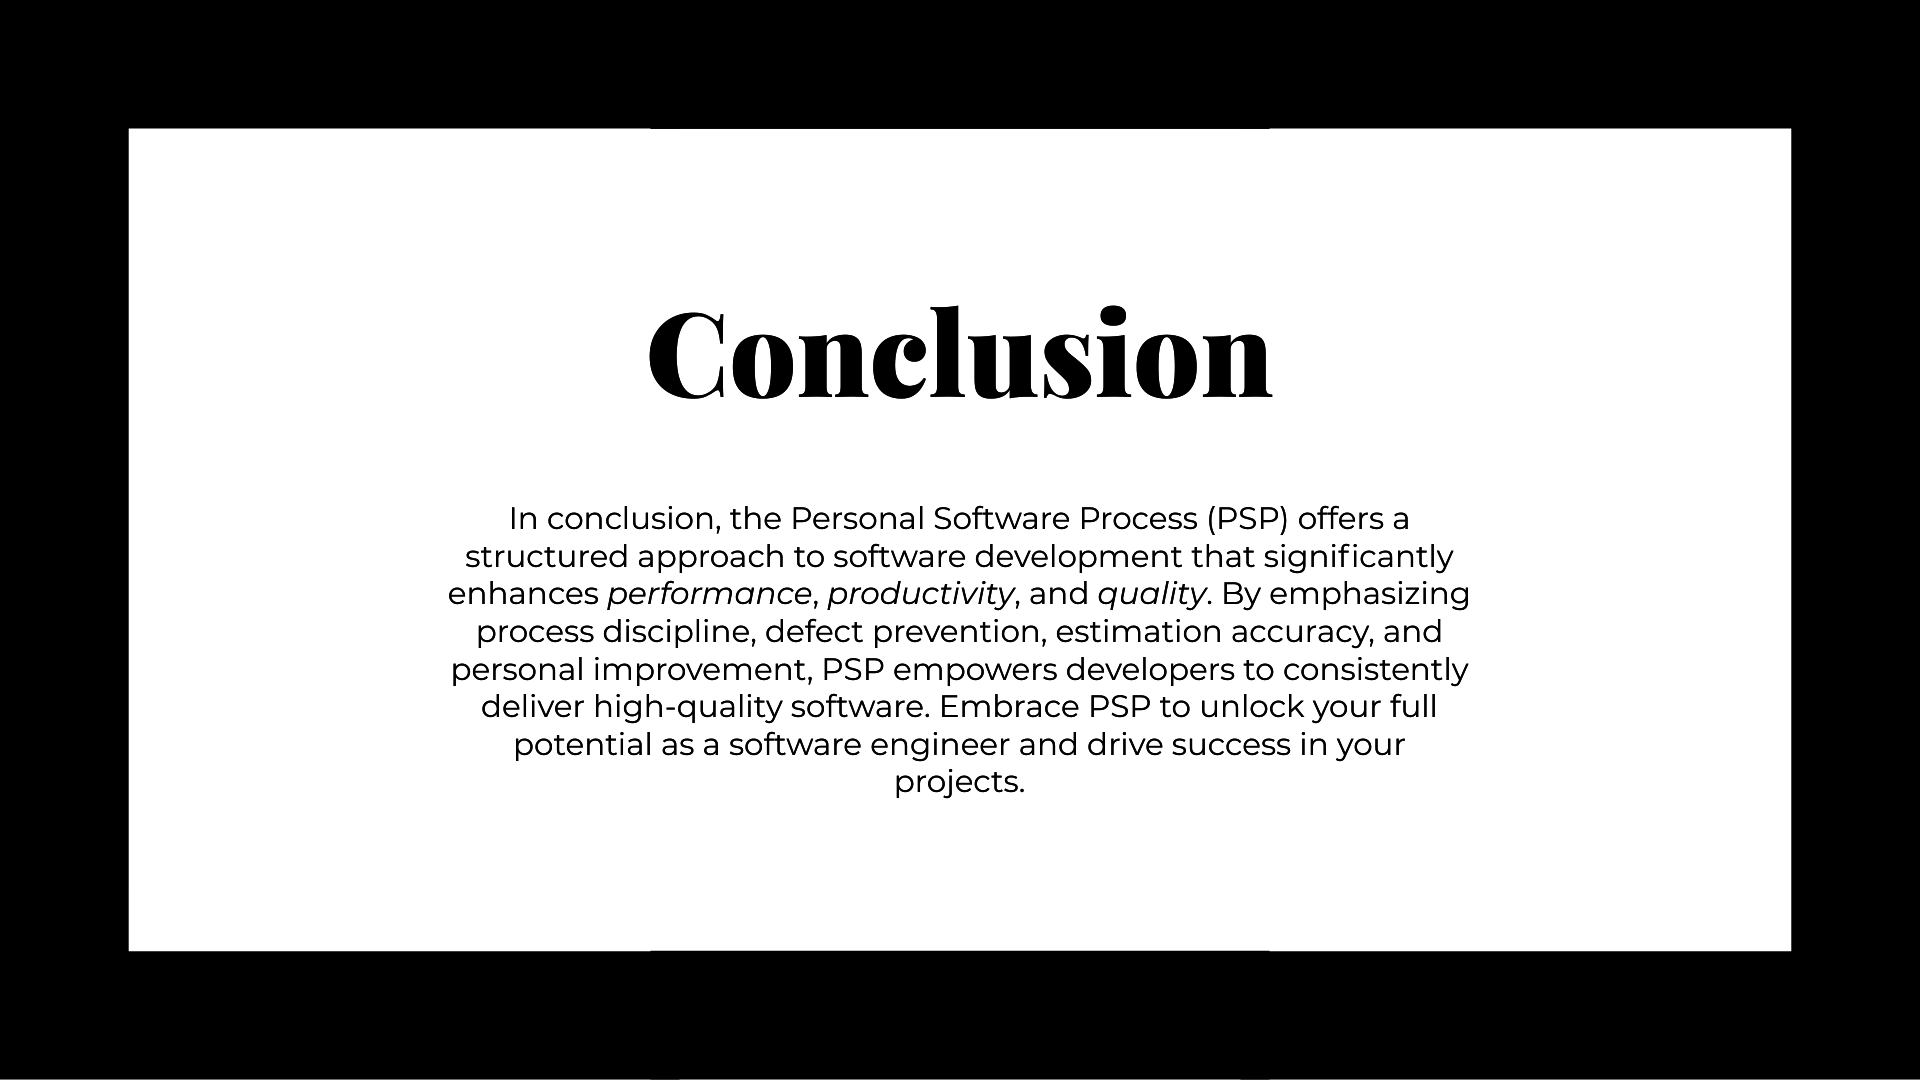 Conclusion
In conclusion, the Personal Software Process (PSP) offers a
structured approach to software development that significantly
enhances performance, productivity, and quality. By emphasizing
process discipline, defect prevention, estimation accuracy, and
personal improvement, PSP empowers developers to consistently
deliver high-quality software. Embrace PSP to unlock your full
potential as a software engineer and drive success in your
projects.